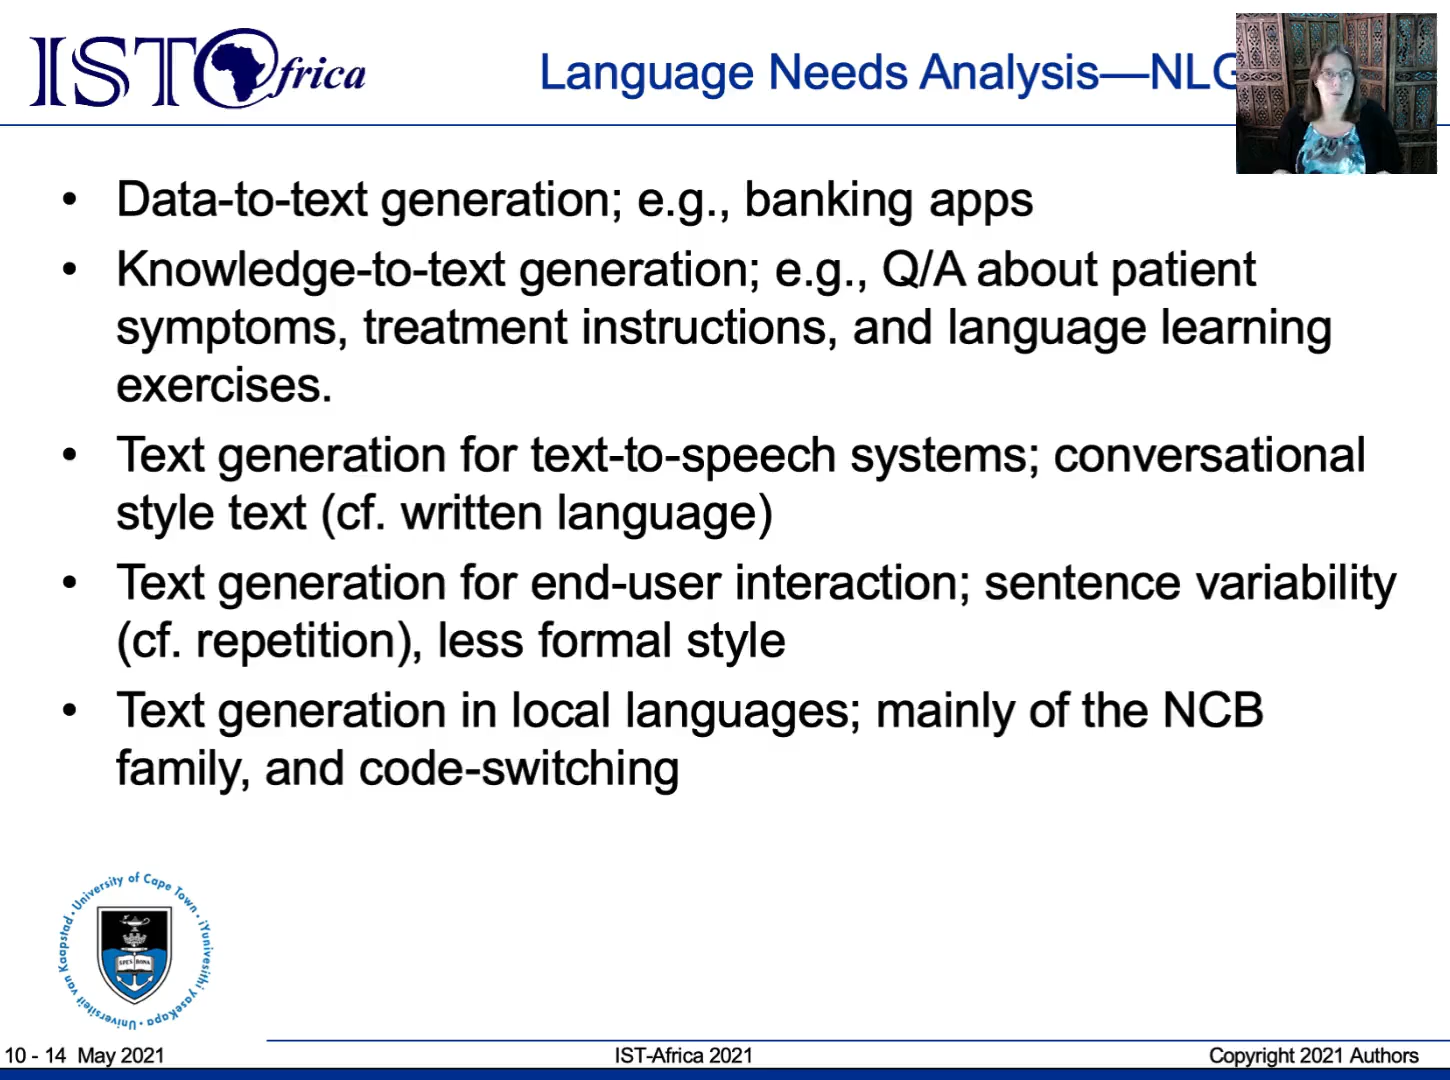 IST Africa
Language Needs Analysis—NLG
• Data-to-text generation; e.g., banking apps
• Knowledge-to-text generation; e.g., Q/A about patient
symptoms, treatment instructions, and language learning
exercises.
• Text generation for text-to-speech systems; conversational
style text (cf. written language)
• Text generation for end-user interaction; sentence variability
(cf. repetition), less formal style
• Text generation in local languages; mainly of the NCB
family, and code-switching
University of Cape Town · iYunivesithi yaseKapa · Universiteit van Kaapstad ·
SPES BONA
10 - 14 May 2021
IST-Africa 2021
Copyright 2021 Authors